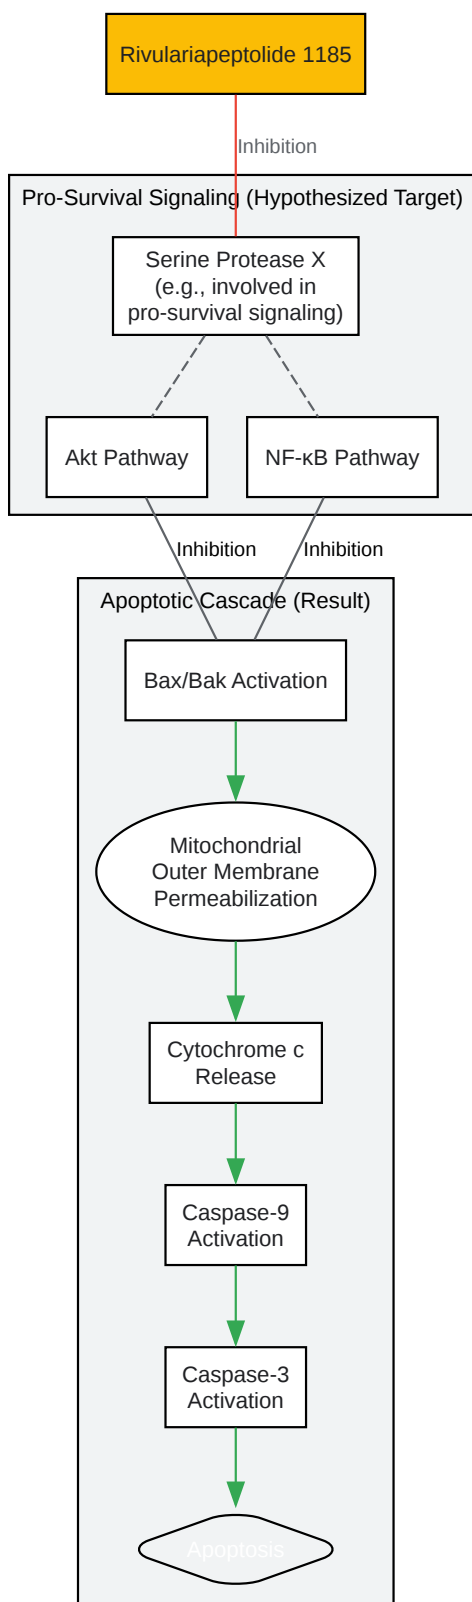 Rivulariapeptolide 1185
Inhibition
Pro-Survival Signaling (Hypothesized Target)
Serine Protease X
(e.g., involved in
pro-survival signaling)
Akt Pathway
NF-κB Pathway
Inhibition
Inhibition
Apoptotic Cascade (Result)
Bax/Bak Activation
Mitochondrial
Outer Membrane
Permeabilization
Cytochrome c
Release
Caspase-9
Activation
Caspase-3
Activation
Apoptosis